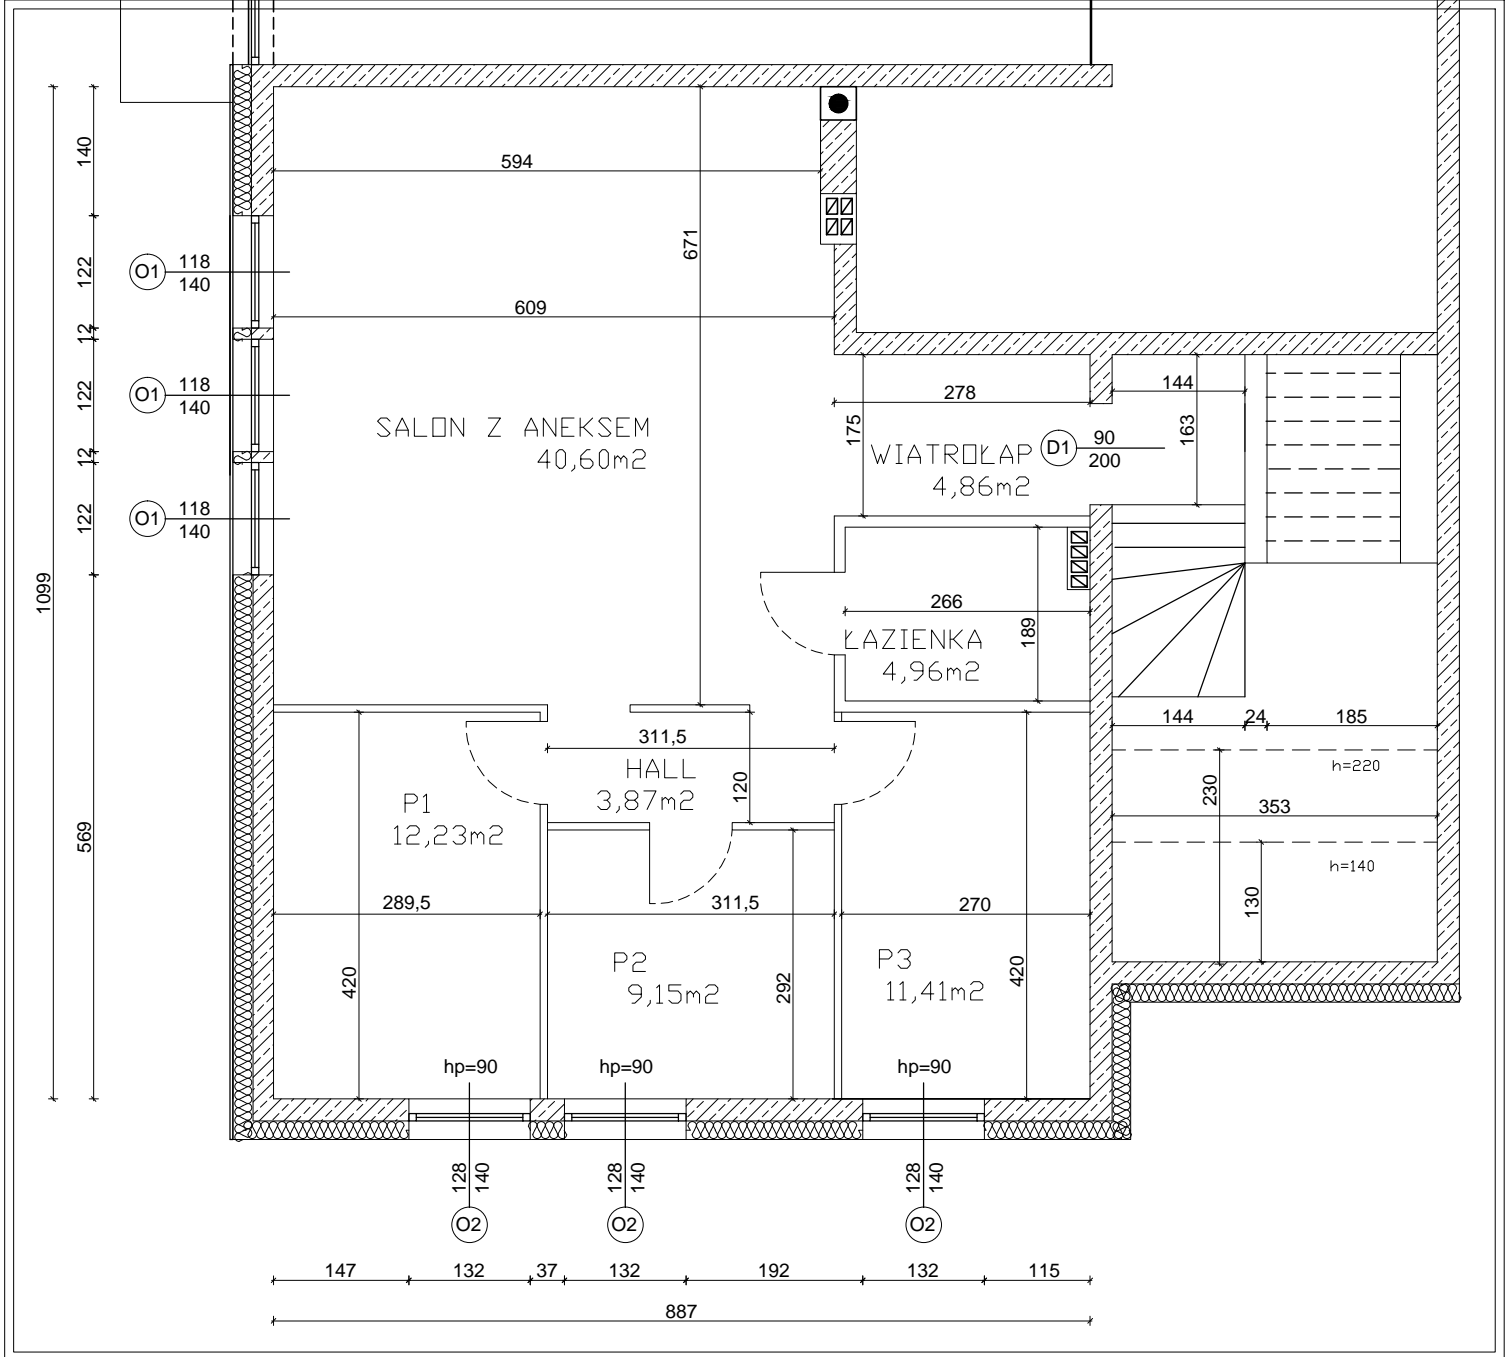 140
594
671
O1 118
140
122
609
12
O1 118
140
122
278
144
SALON Z ANEKSEM
40,60m2
175
163
WIATROŁAP
4,86m2
D1 90
200
12
O1 118
140
122
1099
266
189
ŁAZIENKA
4,96m2
144
24
185
311,5
HALL
3,87m2
120
h=220
230
353
P1
12,23m2
569
h=140
130
289,5
311,5
270
420
P2
9,15m2
292
P3
11,41m2
420
hp=90
hp=90
hp=90
128
140
128
140
128
140
O2
O2
O2
147
132
37
132
192
132
115
887